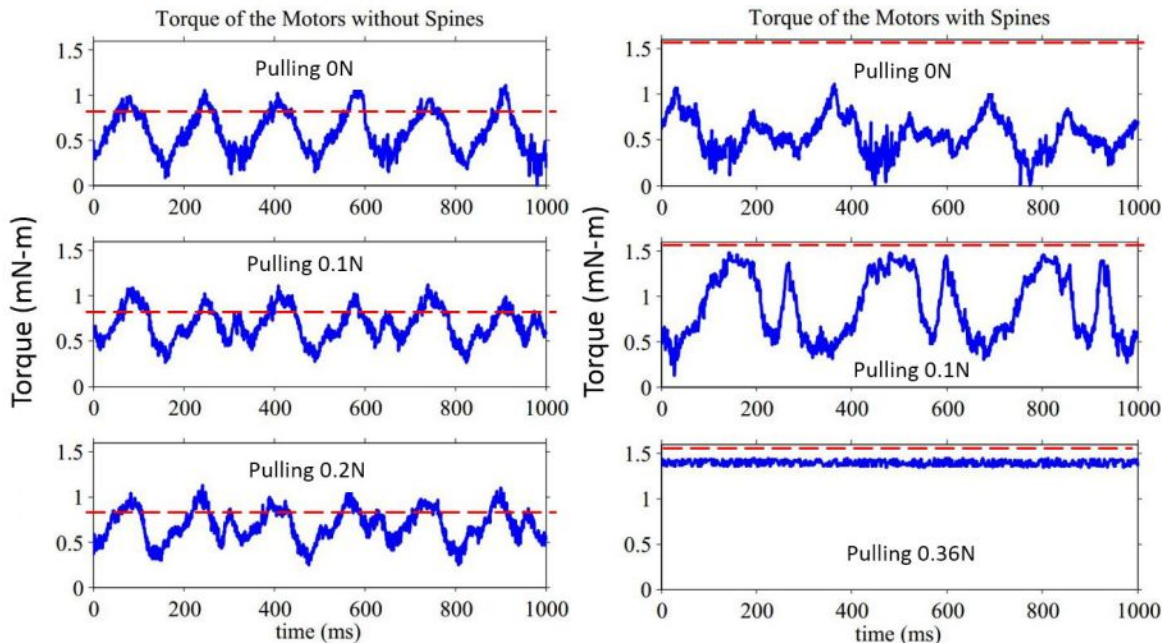 Torque of the Motors without Spines
Torque (mN-m)
1.5
1
0.5
0
Pulling 0N
0 200 400 600 800 1000
1.5
1
0.5
0
Pulling 0.1N
0 200 400 600 800 1000
1.5
1
0.5
0
Pulling 0.2N
0 200 400 600 800 1000
time (ms)
Torque of the Motors with Spines
Torque (mN-m)
1.5
1
0.5
0
Pulling 0N
0 200 400 600 800 1000
1.5
1
0.5
0
Pulling 0.1N
0 200 400 600 800 1000
1.5
1
0.5
0
Pulling 0.36N
0 200 400 600 800 1000
time (ms)